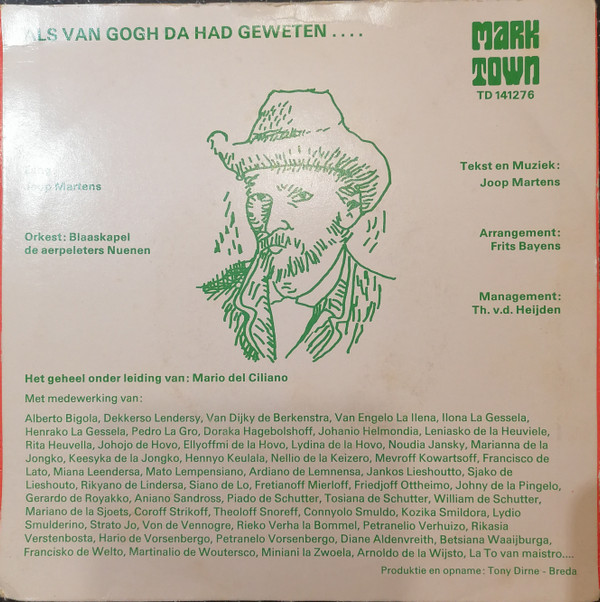 ALS VAN GOGH DA HAD GEWETEN ....
MARK
TOWN
TD 141276
Zang:
Joop Martens
Tekst en Muziek:
Joop Martens
Orkest: Blaaskapel
de aerpeleters Nuenen
Arrangement:
Frits Bayens
Management:
Th. v.d. Heijden
Het geheel onder leiding van: Mario del Ciliano
Met medewerking van:
Alberto Bigola, Dekkerso Lendersy, Van Dijky de Berkenstra, Van Engelo La Ilena, Ilona La Gessela,
Henrako La Gessela, Pedro La Gro, Doraka Hagebolshoff, Johanio Helmondia, Leniasko de la Heuviele,
Rita Heuvella, Johojo de Hovo, Ellyoffmi de la Hovo, Lydina de la Hovo, Noudia Jansky, Marianna de la
Jongko, Keesyka de la Jongko, Hennyo Keulala, Nellio de la Keizero, Mevroff Kowartsoff, Francisco de
Lato, Miana Leendersa, Mato Lempensiano, Ardiano de Lemnensa, Jankos Lieshoutto, Sjako de
Lieshouto, Rikyano de Lindersa, Siano de Lo, Fretianoff Mierloff, Friedjoff Ottheimo, Johny de la Pingelo,
Gerardo de Royakko, Aniano Sandross, Piado de Schutter, Tosiana de Schutter, William de Schutter,
Mariano de la Sjoets, Coroff Strikoff, Theoloff Snoreff, Connyolo Smuldo, Kozika Smildora, Lydio
Smulderino, Strato Jo, Von de Vennogre, Rieko Verha la Bommel, Petranelio Verhuizo, Rikasia
Verstenbosta, Hario de Vorsenbergo, Petranelo Vorsenbergo, Diane Aldenvreith, Betsiana Waaijburga,
Francisko de Welto, Martinalio de Woutersco, Miniani la Zwoela, Arnoldo de la Wijsto, La To van maistro....
Produktie en opname: Tony Dirne - Breda